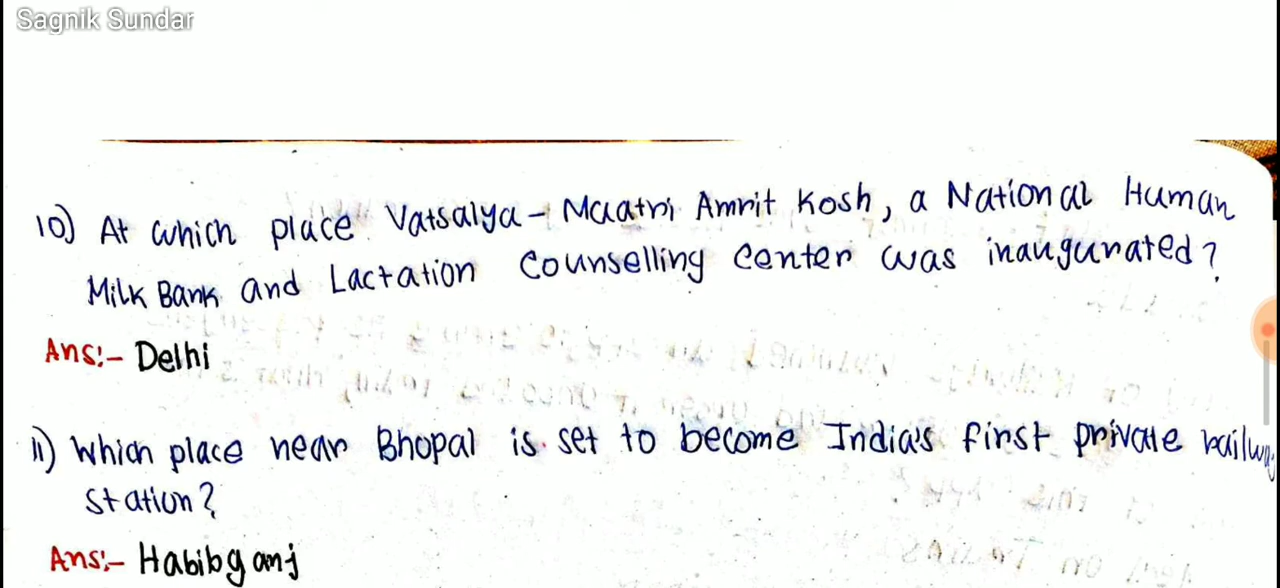 Sagnik Sundar
10) At which place Vatsalya - Maatri Amrit Kosh, a National Human
Milk Bank and Lactation Counselling Center was inaugurated?
Ans:- Delhi
11) Which place near Bhopal is set to become India's first private railway
station?
Ans:- Habibganj